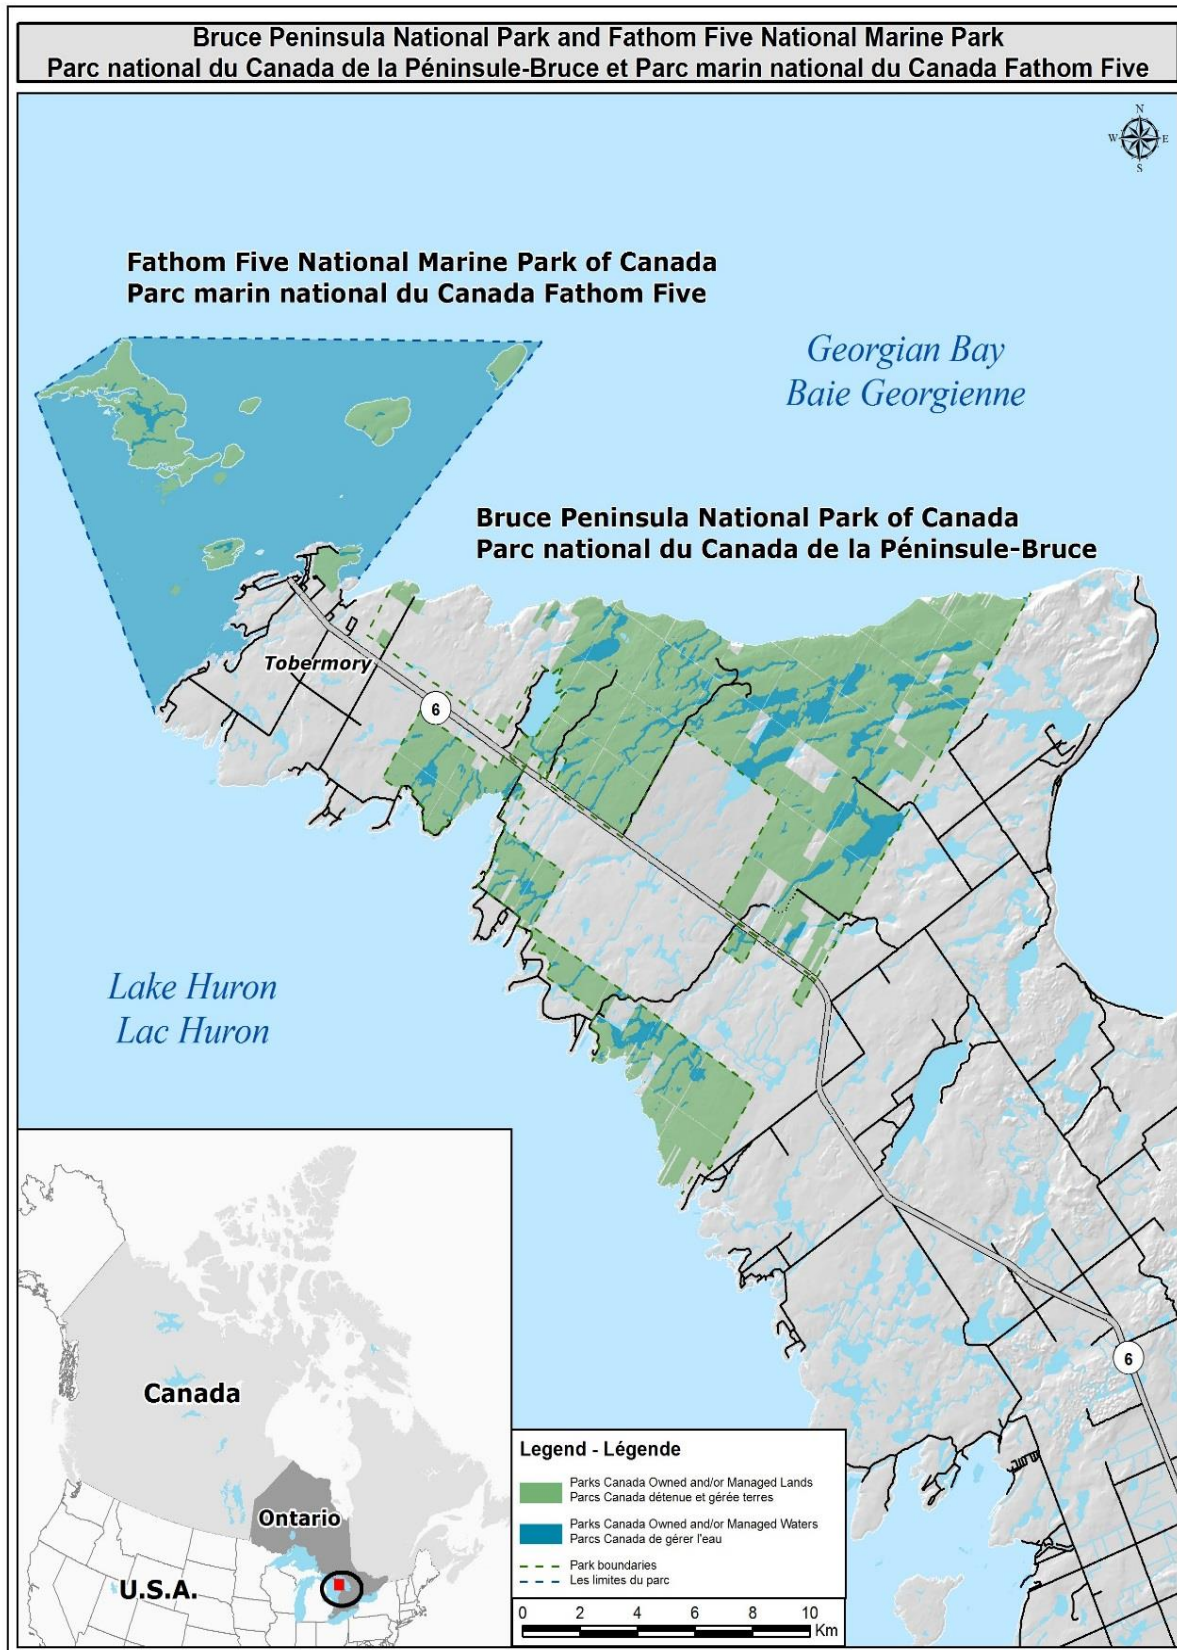 Bruce Peninsula National Park and Fathom Five National Marine Park
Parc national du Canada de la Péninsule-Bruce et Parc marin national du Canada Fathom Five
N
W E
S
Fathom Five National Marine Park of Canada
Parc marin national du Canada Fathom Five
Georgian Bay
Baie Georgienne
Bruce Peninsula National Park of Canada
Parc national du Canada de la Péninsule-Bruce
Tobermory
6
Lake Huron
Lac Huron
6
Canada
Ontario
U.S.A.
Legend - Légende
Parks Canada Owned and/or Managed Lands
Parcs Canada détenue et gérée terres
Parks Canada Owned and/or Managed Waters
Parcs Canada de gérer l'eau
Park boundaries
Les limites du parc
0 2 4 6 8 10
Km